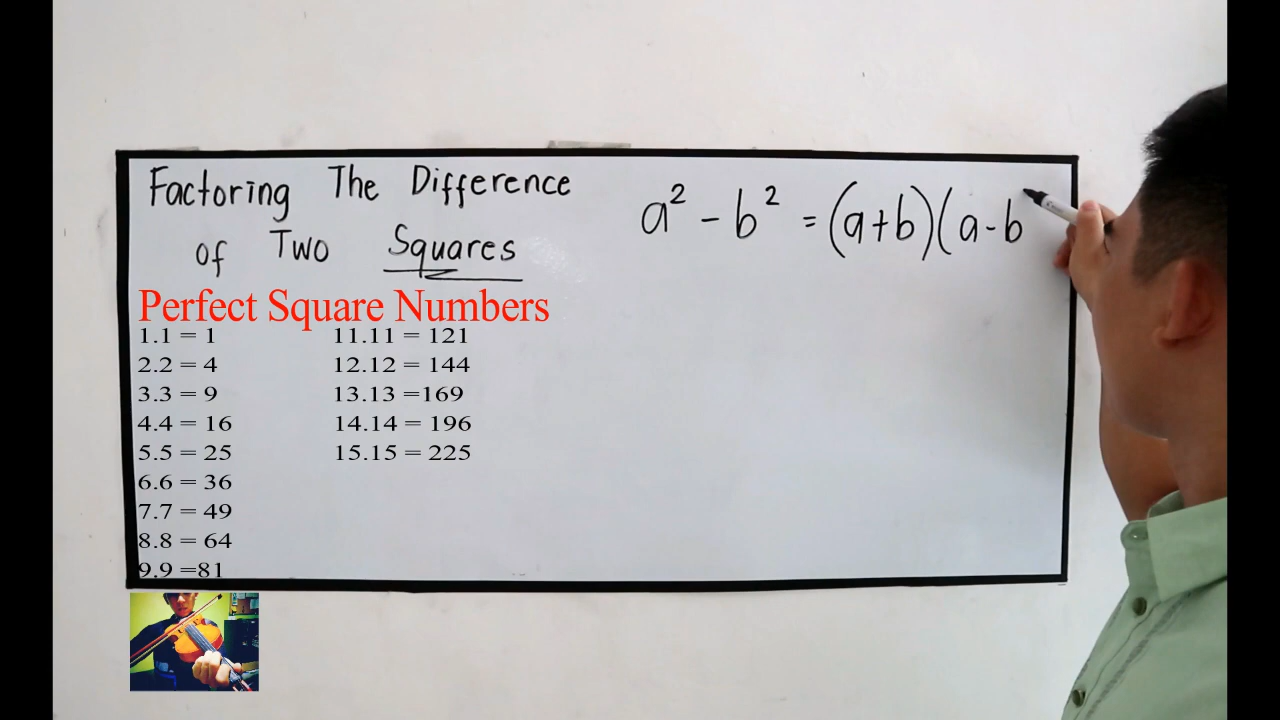 Factoring The Difference
of Two Squares
a² - b² = (a+b)(a-b
Perfect Square Numbers
1.1 = 1
2.2 = 4
3.3 = 9
4.4 = 16
5.5 = 25
6.6 = 36
7.7 = 49
8.8 = 64
9.9 =81
11.11 = 121
12.12 = 144
13.13 =169
14.14 = 196
15.15 = 225